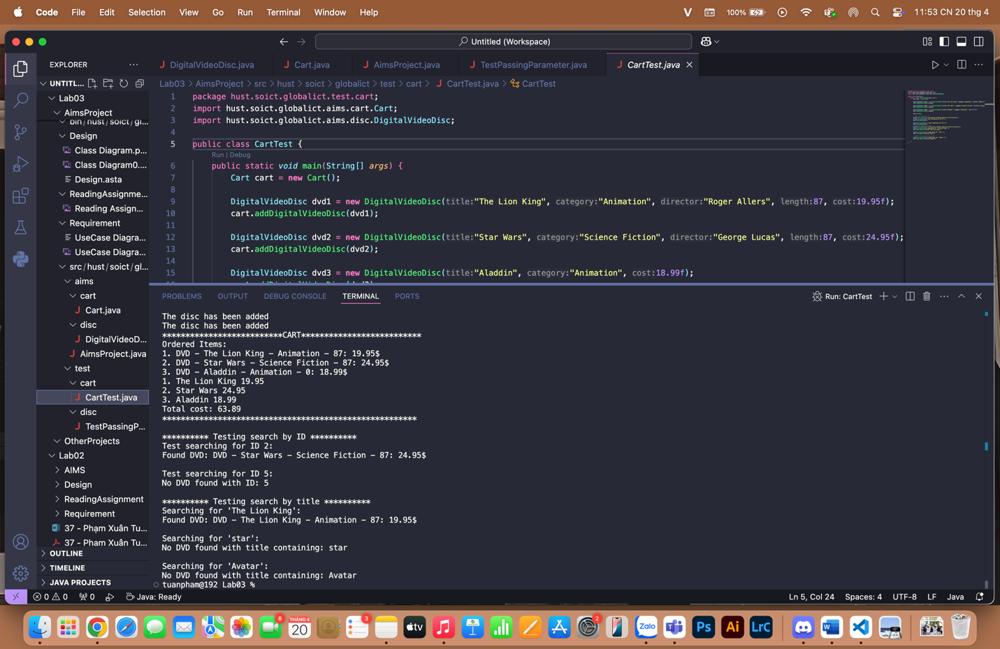 Code File Edit Selection View Go Run Terminal Window Help
100%
11:53 CN 20 thg 4
Untitled (Workspace)
EXPLORER
DigitalVideoDisc.java
Cart.java
AimsProject.java
TestPassingParameter.java
CartTest.java
UNTITL...
Lab03
AimsProject
bin/hust/soict/gl...
Design
Class Diagram.p...
Class Diagram0....
Design.asta
ReadingAssignme...
Reading Assign...
Requirement
UseCase Diagra...
UseCase Diagra...
src/hust/soict/gl...
aims
cart
Cart.java
disc
DigitalVideoD...
AimsProject.java
test
cart
CartTest.java
disc
TestPassingP...
OtherProjects
Lab02
AIMS
Design
ReadingAssignment
Requirement
37 - Phạm Xuân Tu...
37 - Pham Xuan Tu...
OUTLINE
TIMELINE
JAVA PROJECTS
Lab03 > AimsProject > src > hust > soict > globalict > test > cart > CartTest.java > CartTest
1 package hust.soict.globalict.test.cart;
2 import hust.soict.globalict.aims.cart.Cart;
3 import hust.soict.globalict.aims.disc.DigitalVideoDisc;
4
5 public class CartTest {
Run | Debug
6 public static void main(String[] args) {
7 Cart cart = new Cart();
8
9 DigitalVideoDisc dvd1 = new DigitalVideoDisc(title:"The Lion King", category:"Animation", director:"Roger Allers", length:87, cost:19.95f);
10 cart.addDigitalVideoDisc(dvd1);
11
12 DigitalVideoDisc dvd2 = new DigitalVideoDisc(title:"Star Wars", category:"Science Fiction", director:"George Lucas", length:87, cost:24.95f);
13 cart.addDigitalVideoDisc(dvd2);
14
15 DigitalVideoDisc dvd3 = new DigitalVideoDisc(title:"Aladdin", category:"Animation", cost:18.99f);
PROBLEMS OUTPUT DEBUG CONSOLE TERMINAL PORTS
Run: CartTest
The disc has been added
The disc has been added
**************************CART**************************
Ordered Items:
1. DVD - The Lion King - Animation - 87: 19.95$
2. DVD - Star Wars - Science Fiction - 87: 24.95$
3. DVD - Aladdin - Animation - 0: 18.99$
1. The Lion King 19.95
2. Star Wars 24.95
3. Aladdin 18.99
Total cost: 63.89
*******************************************************
********** Testing search by ID **********
Test searching for ID 2:
Found DVD: DVD - Star Wars - Science Fiction - 87: 24.95$
Test searching for ID 5:
No DVD found with ID: 5
********** Testing search by title **********
Searching for 'The Lion King':
Found DVD: DVD - The Lion King - Animation - 87: 19.95$
Searching for 'star':
No DVD found with title containing: star
Searching for 'Avatar':
No DVD found with title containing: Avatar
tuanpham@192 Lab03 %
0 0 0 Java: Ready
Ln 5, Col 24 Spaces: 4 UTF-8 LF Java
8
THÁNG 4
20
3
tv
2
Zalo
Ps
Ai
LrC